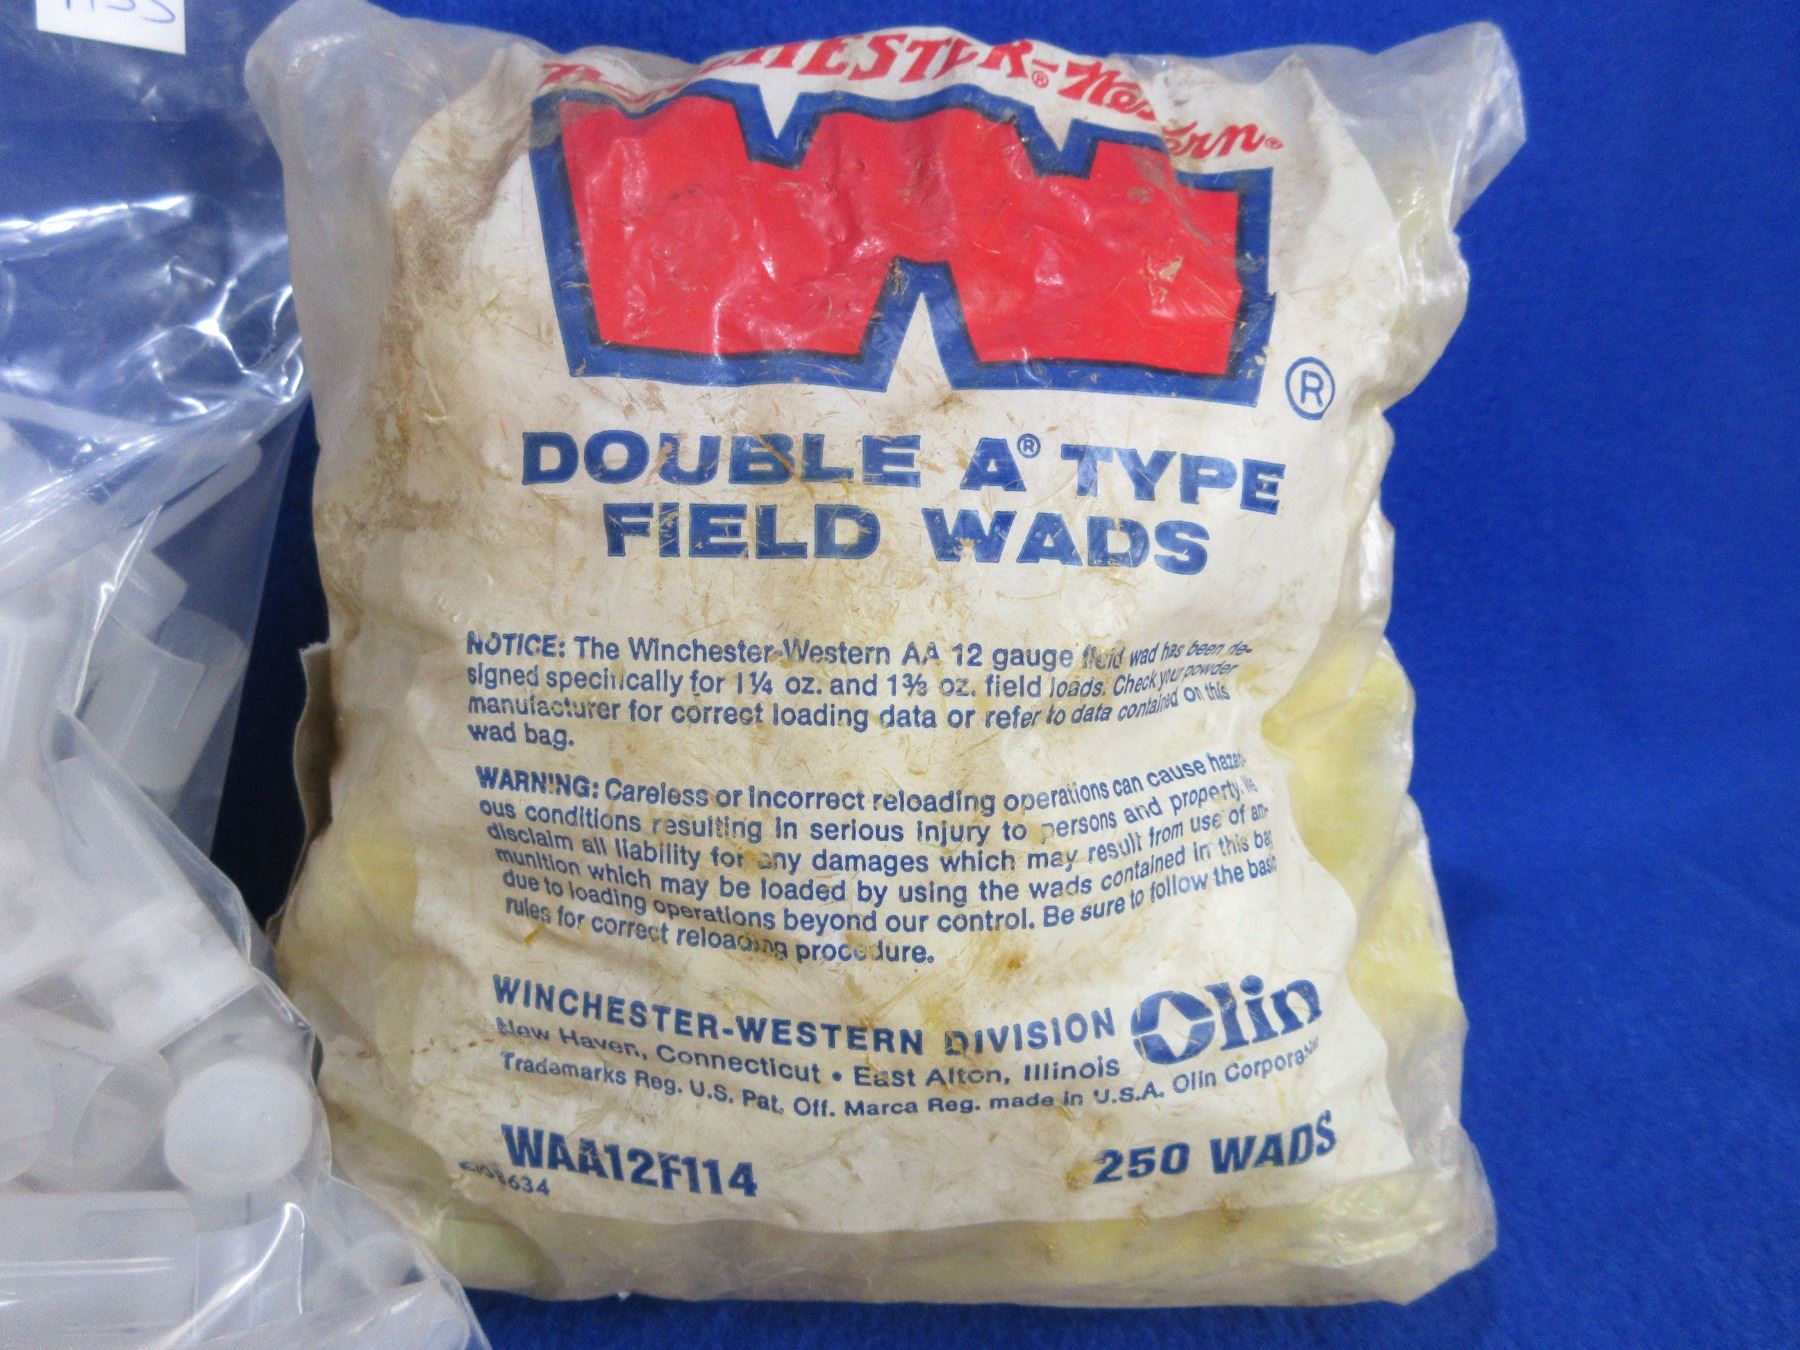 WINCHESTER®-Western®
W
®
DOUBLE A® TYPE
FIELD WADS
NOTICE: The Winchester-Western AA 12 gauge field wad has been de-
signed specifically for 1¼ oz. and 1⅜ oz. field loads. Check your powder
manufacturer for correct loading data or refer to data contained on this
wad bag.
WARNING: Careless or incorrect reloading operations can cause hazard-
ous conditions resulting in serious injury to persons and property. We
disclaim all liability for any damages which may result from use of am-
munition which may be loaded by using the wads contained in this bag
due to loading operations beyond our control. Be sure to follow the basic
rules for correct reloading procedure.
WINCHESTER-WESTERN DIVISION Olin
New Haven, Connecticut • East Alton, Illinois
Trademarks Reg. U.S. Pat. Off. Marca Reg. made in U.S.A. Olin Corporation
WAA12F114
250 WADS